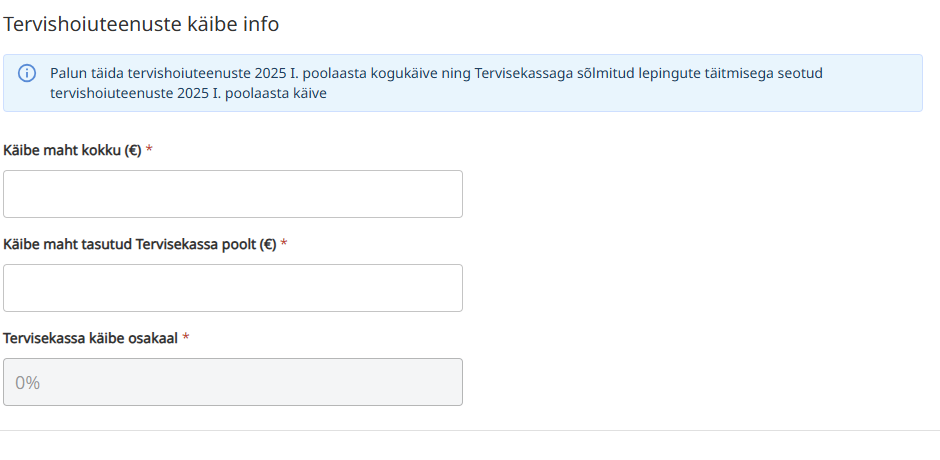 Tervishoiuteenuste käibe info
Palun täida tervishoiuteenuste 2025 I. poolaasta kogukäive ning Tervisekassaga sõlmitud lepingute täitmisega seotud
tervishoiuteenuste 2025 I. poolaasta käive
Käibe maht kokku (€) *
Käibe maht tasutud Tervisekassa poolt (€) *
Tervisekassa käibe osakaal *
0%